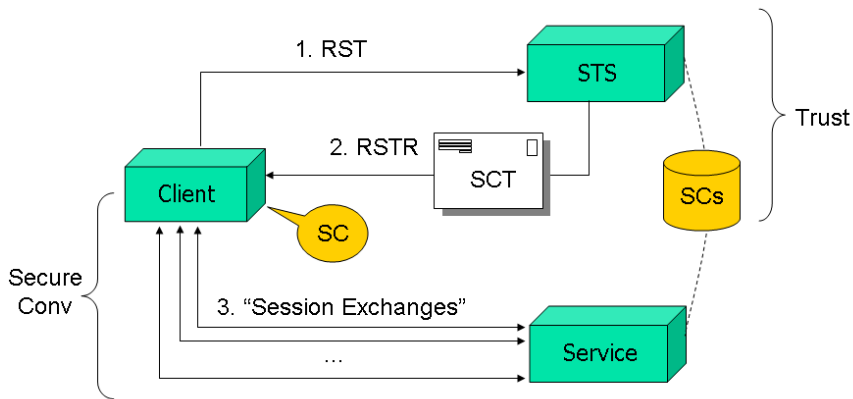 1. RST
STS
Trust
2. RSTR
SCT
Client
SCs
SC
Secure
Conv
3. “Session Exchanges”
Service
...